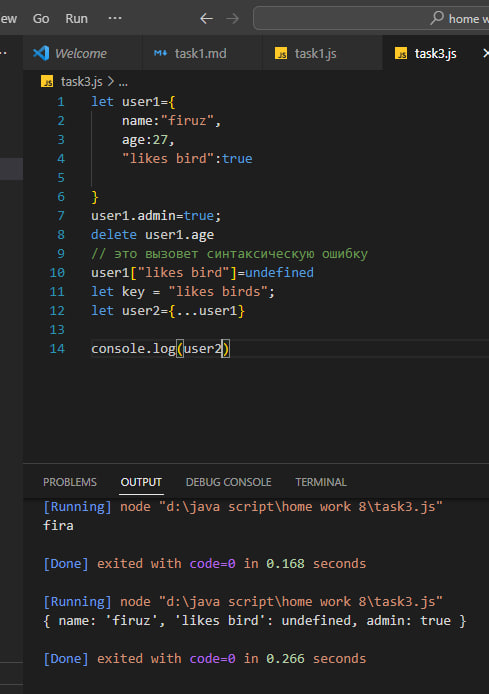 ew Go Run ··· ← → home w
Welcome task1.md JS task1.js JS task3.js ×
JS task3.js > ...
1 let user1={
2 name:"firuz",
3 age:27,
4 "likes bird":true
5
6 }
7 user1.admin=true;
8 delete user1.age
9 // это вызовет синтаксическую ошибку
10 user1["likes bird"]=undefined
11 let key = "likes birds";
12 let user2={...user1}
13
14 console.log(user2)
PROBLEMS OUTPUT DEBUG CONSOLE TERMINAL
[Running] node "d:\java script\home work 8\task3.js"
fira
[Done] exited with code=0 in 0.168 seconds
[Running] node "d:\java script\home work 8\task3.js"
{ name: 'firuz', 'likes bird': undefined, admin: true }
[Done] exited with code=0 in 0.266 seconds